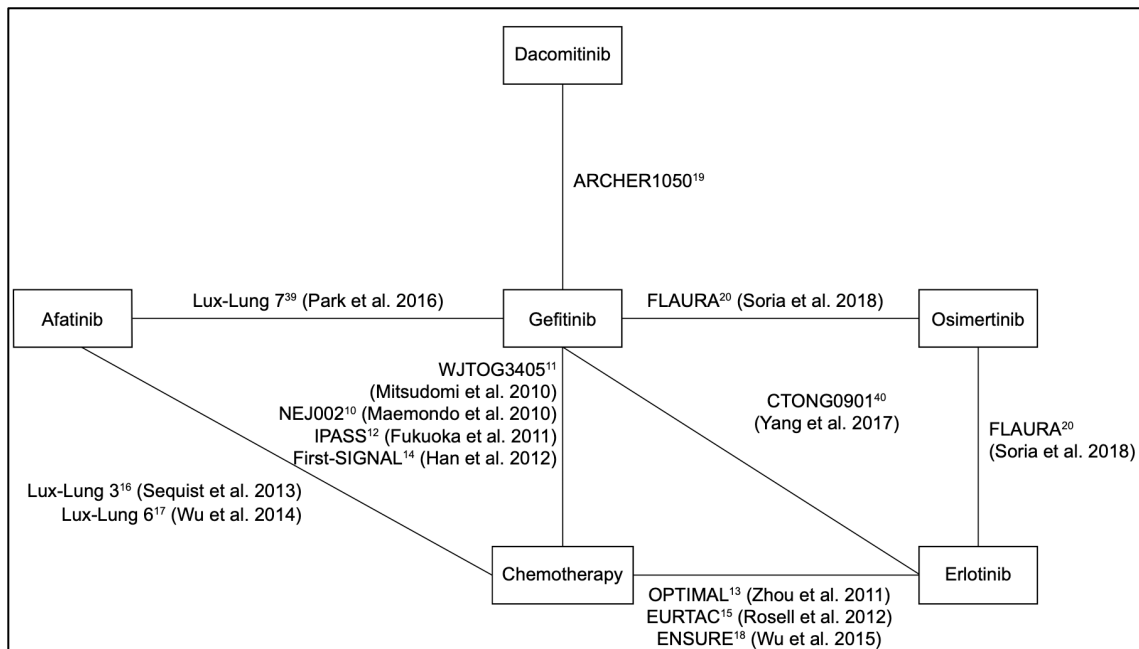 Dacomitinib
ARCHER1050¹⁹
Lux-Lung 7³⁹ (Park et al. 2016)
FLAURA²⁰ (Soria et al. 2018)
Afatinib
Gefitinib
Osimertinib
WJTOG3405¹¹
(Mitsudomi et al. 2010)
NEJ002¹⁰ (Maemondo et al. 2010)
IPASS¹² (Fukuoka et al. 2011)
First-SIGNAL¹⁴ (Han et al. 2012)
CTONG0901⁴⁰
(Yang et al. 2017)
FLAURA²⁰
(Soria et al. 2018)
Lux-Lung 3¹⁶ (Sequist et al. 2013)
Lux-Lung 6¹⁷ (Wu et al. 2014)
Chemotherapy
Erlotinib
OPTIMAL¹³ (Zhou et al. 2011)
EURTAC¹⁵ (Rosell et al. 2012)
ENSURE¹⁸ (Wu et al. 2015)